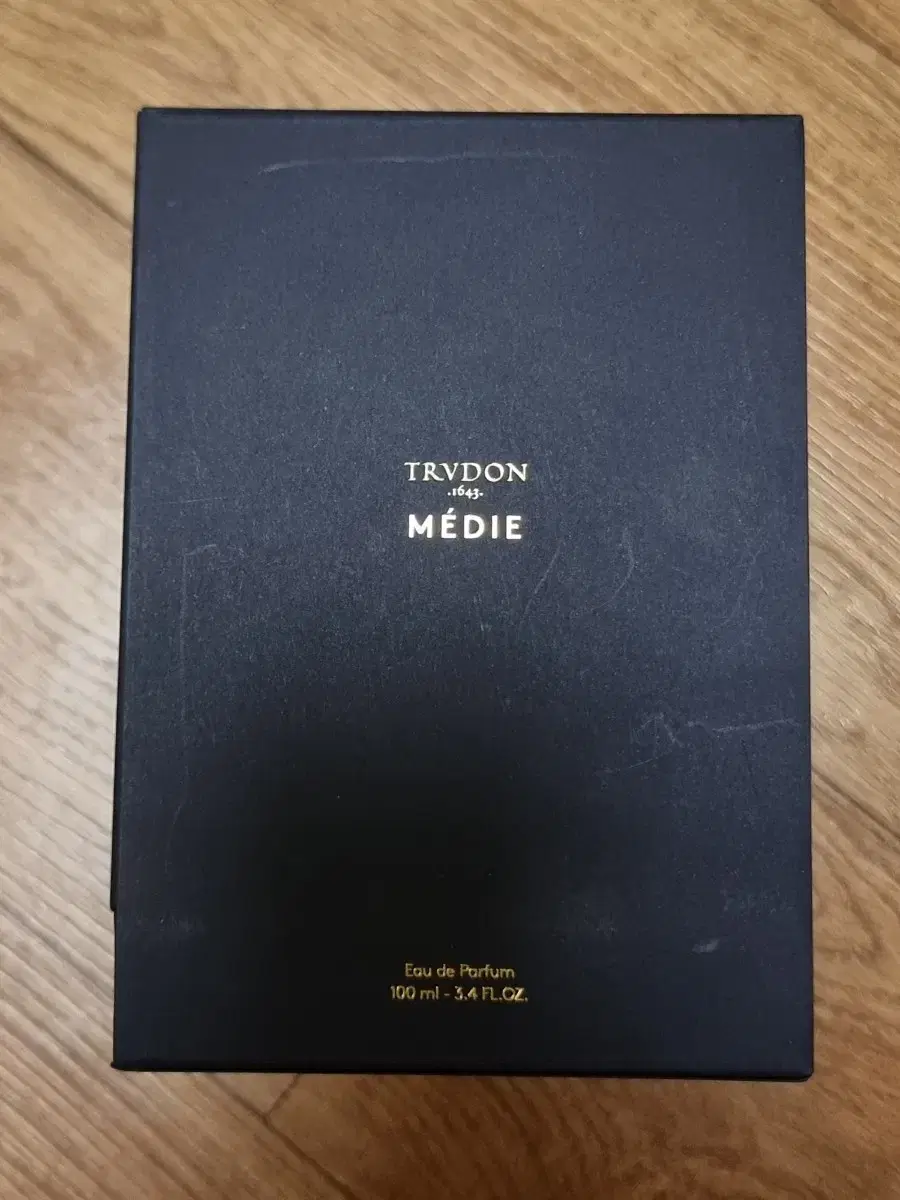 TRVDON
.1643.
MÉDIE
Eau de Parfum
100 ml - 3.4 FL.OZ.